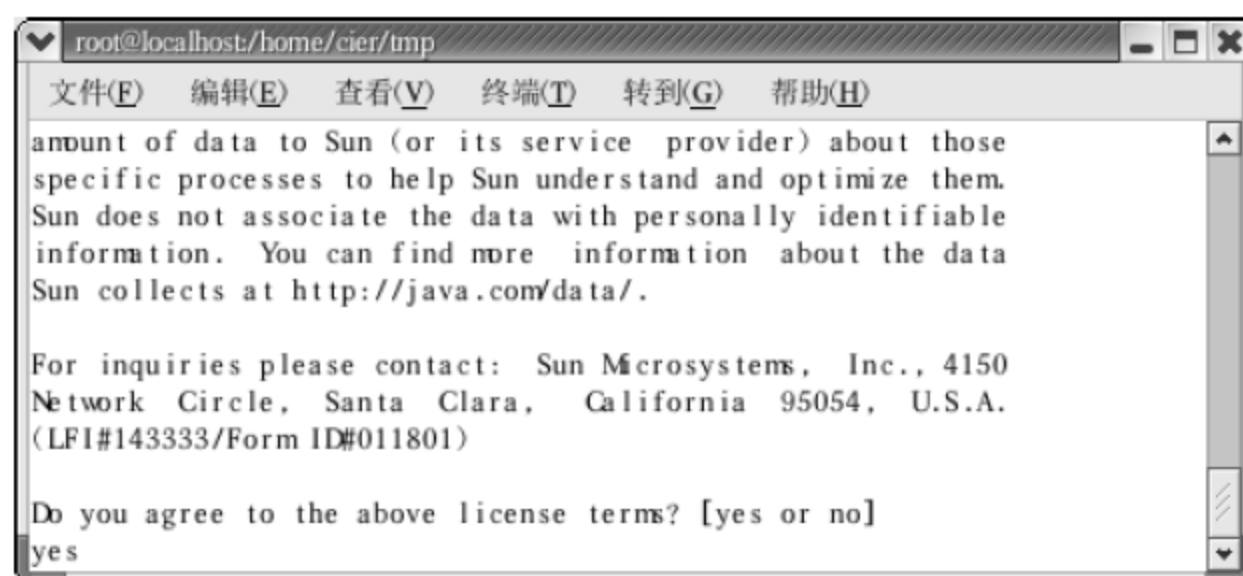 root@localhost:/home/cier/tmp
文件(F) 编辑(E) 查看(V) 终端(T) 转到(G) 帮助(H)
amount of data to Sun (or its service provider) about those
specific processes to help Sun understand and optimize them.
Sun does not associate the data with personally identifiable
information. You can find more information about the data
Sun collects at http://java.com/data/.
For inquiries please contact: Sun Microsystems, Inc., 4150
Network Circle, Santa Clara, California 95054, U.S.A.
(LFI#143333/Form ID#011801)
Do you agree to the above license terms? [yes or no]
yes